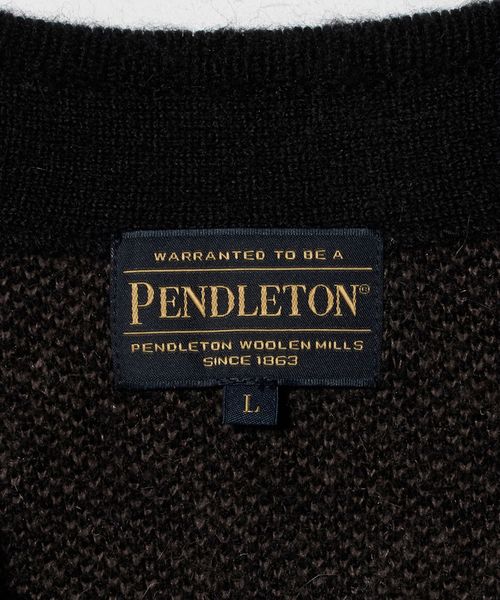 WARRANTED TO BE A
PENDLETON®
PENDLETON WOOLEN MILLS
SINCE 1863
L